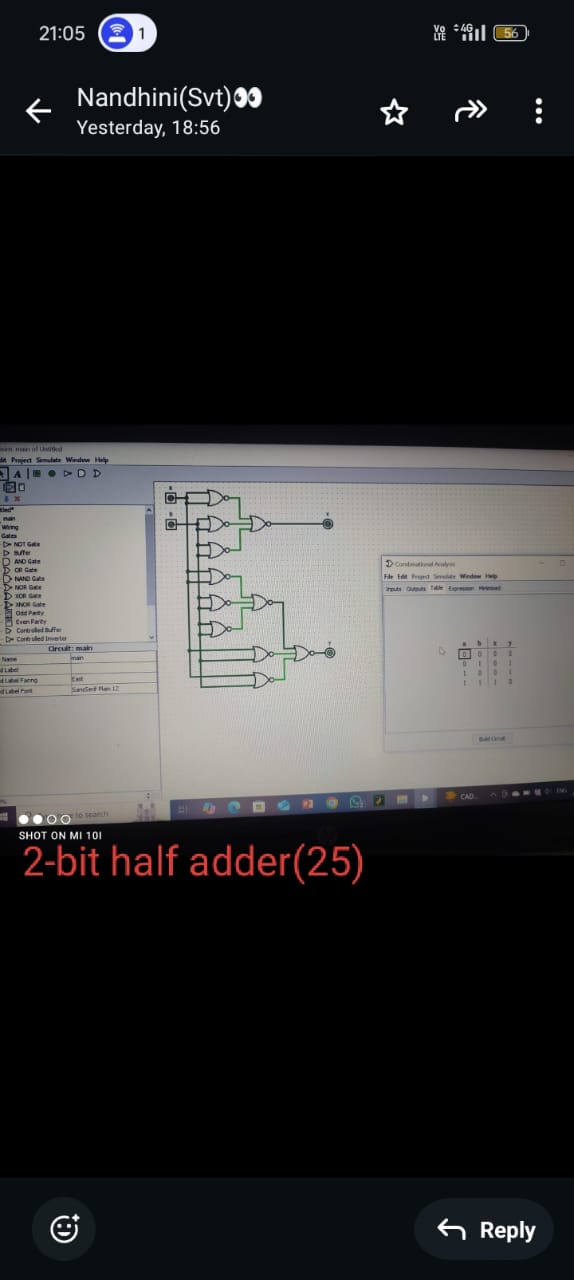 21:05
1
Vo LTE 4G 56
Nandhini(Svt)👀
Yesterday, 18:56
main of Untitled
Project Simulate Window Help
main
Wiring
Gates
NOT Gate
Buffer
AND Gate
OR Gate
NAND Gate
NOR Gate
XOR Gate
XNOR Gate
Odd Parity
Even Parity
Controlled Buffer
Controlled Inverter
Circuit: main
Name main
Label
Label Facing East
Label Font SansSerif Plain 12
Combinational Analysis
File Edit Project Simulate Window Help
Inputs Outputs Table Expression Minimized
a b x y
0 0 0 0
0 1 0 1
1 0 0 1
1 1 1 0
Build Circuit
to search
CAD...
ENG
SHOT ON MI 10I
2-bit half adder(25)
Reply